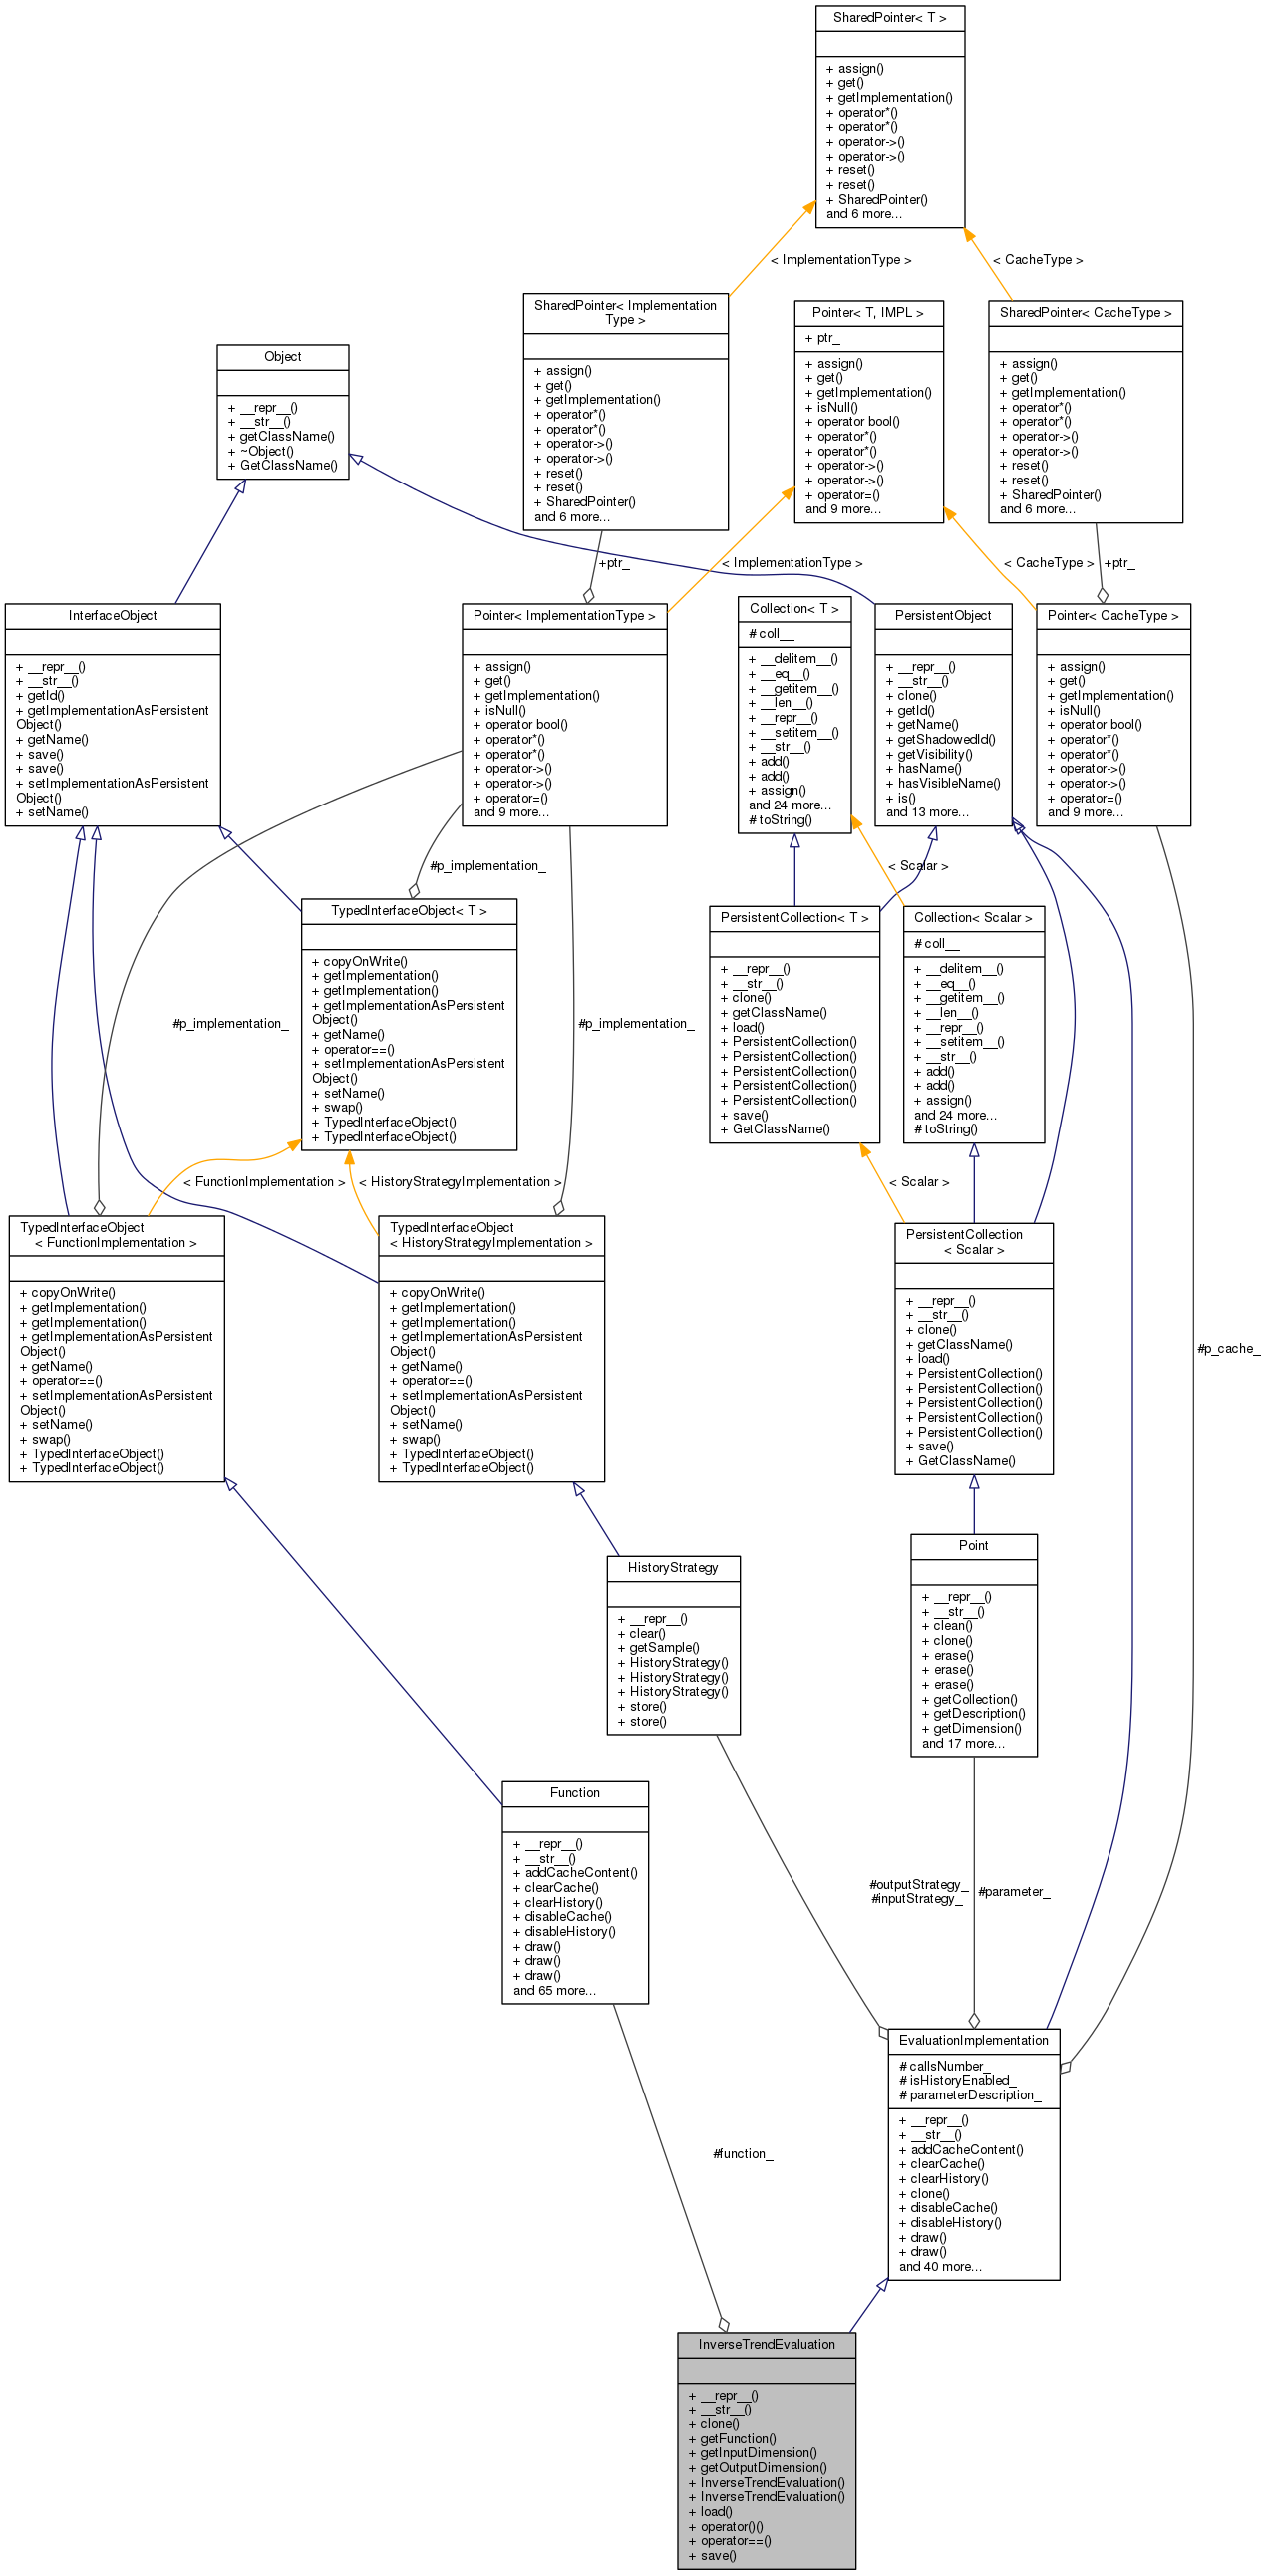 SharedPointer< T >
+ assign()
+ get()
+ getImplementation()
+ operator*()
+ operator*()
+ operator->()
+ operator->()
+ reset()
+ reset()
+ SharedPointer()
and 6 more...
< ImplementationType >
< CacheType >
SharedPointer< Implementation
Type >
+ assign()
+ get()
+ getImplementation()
+ operator*()
+ operator*()
+ operator->()
+ operator->()
+ reset()
+ reset()
+ SharedPointer()
and 6 more...
Pointer< T, IMPL >
+ ptr_
+ assign()
+ get()
+ getImplementation()
+ isNull()
+ operator bool()
+ operator*()
+ operator*()
+ operator->()
+ operator->()
+ operator=()
and 9 more...
SharedPointer< CacheType >
+ assign()
+ get()
+ getImplementation()
+ operator*()
+ operator*()
+ operator->()
+ operator->()
+ reset()
+ reset()
+ SharedPointer()
and 6 more...
Object
+ __repr__()
+ __str__()
+ getClassName()
+ ~Object()
+ GetClassName()
+ptr_
< ImplementationType >
< CacheType >
+ptr_
InterfaceObject
+ __repr__()
+ __str__()
+ getId()
+ getImplementationAsPersistent
Object()
+ getName()
+ save()
+ save()
+ setImplementationAsPersistent
Object()
+ setName()
Pointer< ImplementationType >
+ assign()
+ get()
+ getImplementation()
+ isNull()
+ operator bool()
+ operator*()
+ operator*()
+ operator->()
+ operator->()
+ operator=()
and 9 more...
Collection< T >
# coll__
+ __delitem__()
+ __eq__()
+ __getitem__()
+ __len__()
+ __repr__()
+ __setitem__()
+ __str__()
+ add()
+ add()
+ assign()
and 24 more...
# toString()
PersistentObject
+ __repr__()
+ __str__()
+ clone()
+ getId()
+ getName()
+ getShadowedId()
+ getVisibility()
+ hasName()
+ hasVisibleName()
+ is()
and 13 more...
Pointer< CacheType >
+ assign()
+ get()
+ getImplementation()
+ isNull()
+ operator bool()
+ operator*()
+ operator*()
+ operator->()
+ operator->()
+ operator=()
and 9 more...
#p_implementation_
< Scalar >
TypedInterfaceObject< T >
+ copyOnWrite()
+ getImplementation()
+ getImplementation()
+ getImplementationAsPersistent
Object()
+ getName()
+ operator==()
+ setImplementationAsPersistent
Object()
+ setName()
+ swap()
+ TypedInterfaceObject()
+ TypedInterfaceObject()
PersistentCollection< T >
+ __repr__()
+ __str__()
+ clone()
+ getClassName()
+ load()
+ PersistentCollection()
+ PersistentCollection()
+ PersistentCollection()
+ PersistentCollection()
+ PersistentCollection()
+ save()
+ GetClassName()
Collection< Scalar >
# coll__
+ __delitem__()
+ __eq__()
+ __getitem__()
+ __len__()
+ __repr__()
+ __setitem__()
+ __str__()
+ add()
+ add()
+ assign()
and 24 more...
# toString()
#p_implementation_
#p_implementation_
< FunctionImplementation >
< HistoryStrategyImplementation >
< Scalar >
TypedInterfaceObject
< FunctionImplementation >
+ copyOnWrite()
+ getImplementation()
+ getImplementation()
+ getImplementationAsPersistent
Object()
+ getName()
+ operator==()
+ setImplementationAsPersistent
Object()
+ setName()
+ swap()
+ TypedInterfaceObject()
+ TypedInterfaceObject()
TypedInterfaceObject
< HistoryStrategyImplementation >
+ copyOnWrite()
+ getImplementation()
+ getImplementation()
+ getImplementationAsPersistent
Object()
+ getName()
+ operator==()
+ setImplementationAsPersistent
Object()
+ setName()
+ swap()
+ TypedInterfaceObject()
+ TypedInterfaceObject()
PersistentCollection
< Scalar >
+ __repr__()
+ __str__()
+ clone()
+ getClassName()
+ load()
+ PersistentCollection()
+ PersistentCollection()
+ PersistentCollection()
+ PersistentCollection()
+ PersistentCollection()
+ save()
+ GetClassName()
#p_cache_
HistoryStrategy
+ __repr__()
+ clear()
+ getSample()
+ HistoryStrategy()
+ HistoryStrategy()
+ HistoryStrategy()
+ store()
+ store()
Point
+ __repr__()
+ __str__()
+ clean()
+ clone()
+ erase()
+ erase()
+ erase()
+ getCollection()
+ getDescription()
+ getDimension()
and 17 more...
Function
+ __repr__()
+ __str__()
+ addCacheContent()
+ clearCache()
+ clearHistory()
+ disableCache()
+ disableHistory()
+ draw()
+ draw()
+ draw()
and 65 more...
#outputStrategy_
#inputStrategy_
#parameter_
EvaluationImplementation
# callsNumber_
# isHistoryEnabled_
# parameterDescription_
+ __repr__()
+ __str__()
+ addCacheContent()
+ clearCache()
+ clearHistory()
+ clone()
+ disableCache()
+ disableHistory()
+ draw()
+ draw()
and 40 more...
#function_
InverseTrendEvaluation
+ __repr__()
+ __str__()
+ clone()
+ getFunction()
+ getInputDimension()
+ getOutputDimension()
+ InverseTrendEvaluation()
+ InverseTrendEvaluation()
+ load()
+ operator()()
+ operator==()
+ save()